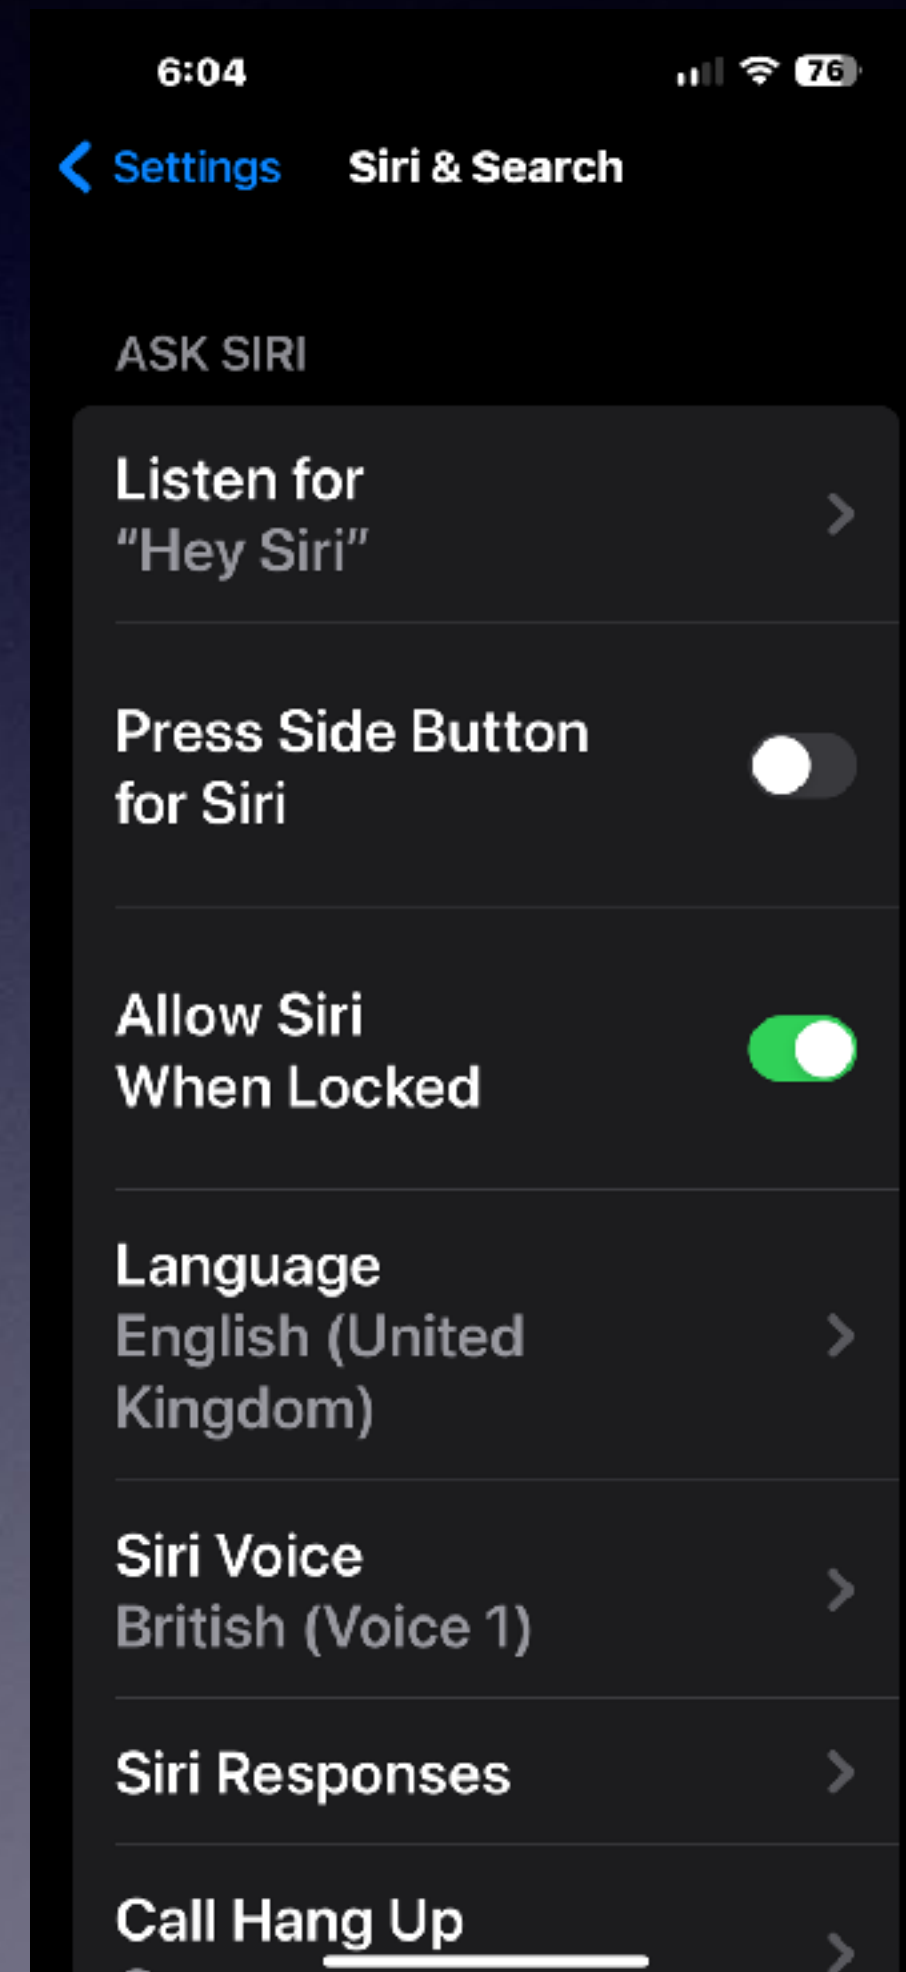 6:04
76
Settings
Siri & Search
ASK SIRI
Listen for
“Hey Siri”
Press Side Button
for Siri
Allow Siri
When Locked
Language
English (United
Kingdom)
Siri Voice
British (Voice 1)
Siri Responses
Call Hang Up